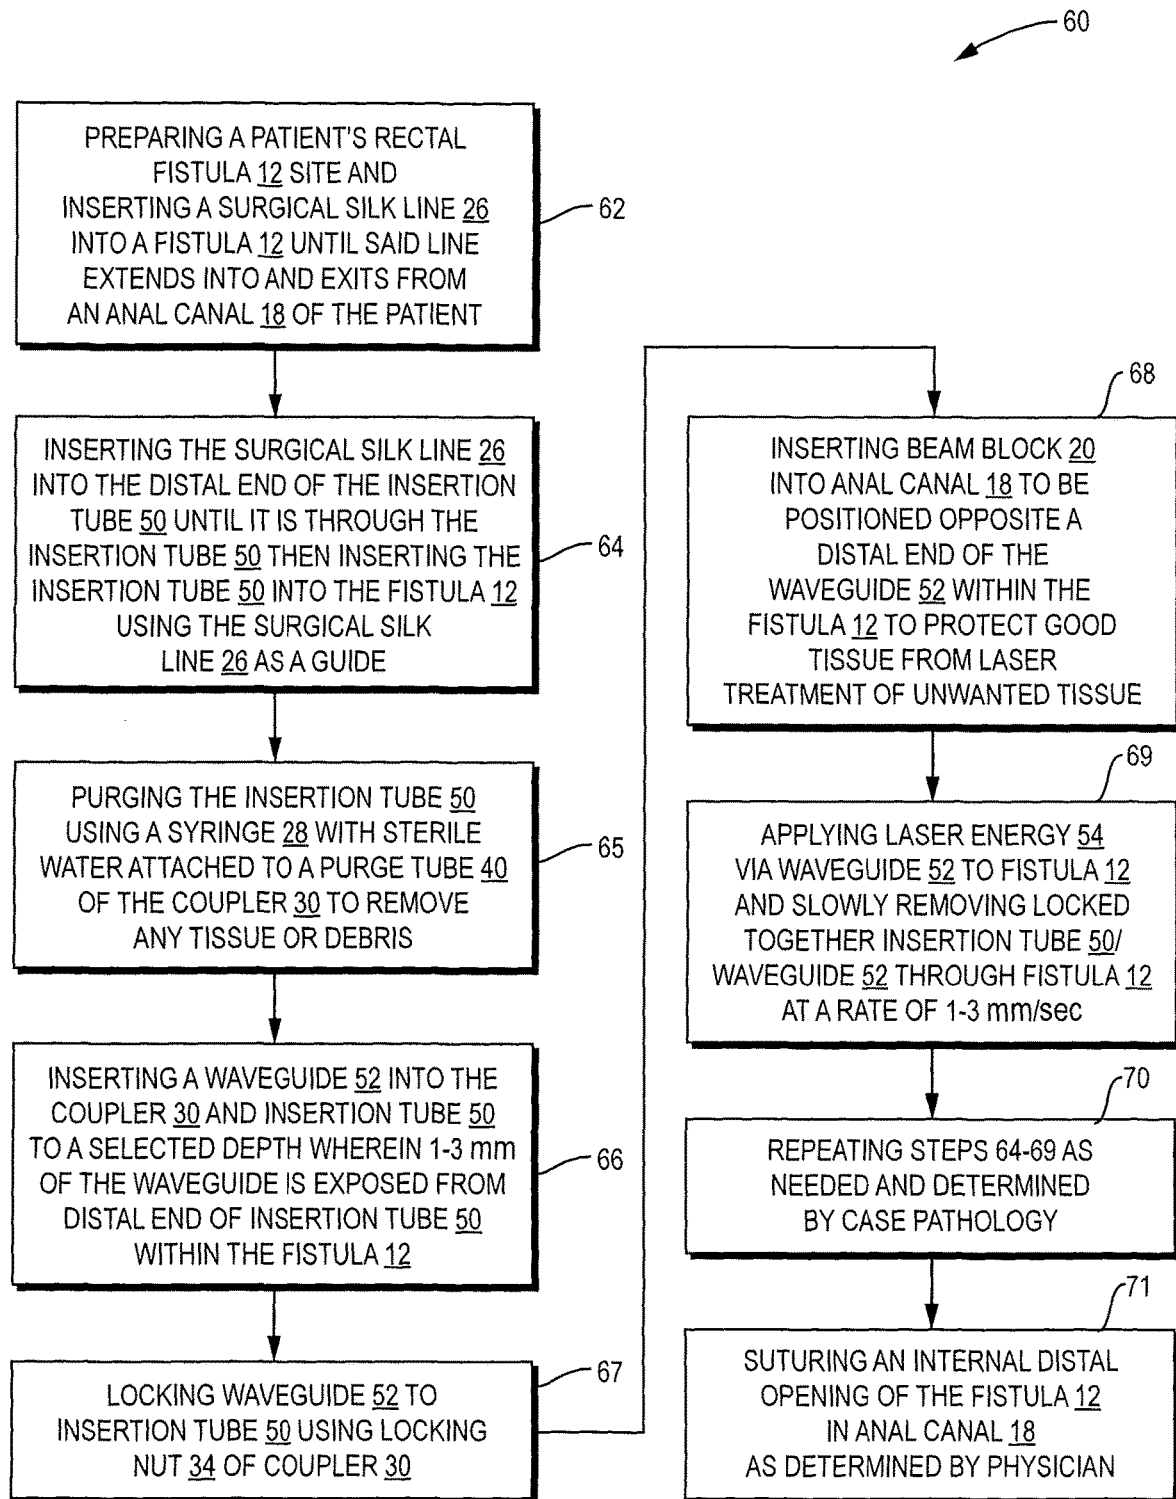 60
PREPARING A PATIENT'S RECTAL
FISTULA 12 SITE AND
INSERTING A SURGICAL SILK LINE 26
INTO A FISTULA 12 UNTIL SAID LINE
EXTENDS INTO AND EXITS FROM
AN ANAL CANAL 18 OF THE PATIENT
62
INSERTING THE SURGICAL SILK LINE 26
INTO THE DISTAL END OF THE INSERTION
TUBE 50 UNTIL IT IS THROUGH THE
INSERTION TUBE 50 THEN INSERTING THE
INSERTION TUBE 50 INTO THE FISTULA 12
USING THE SURGICAL SILK
LINE 26 AS A GUIDE
64
PURGING THE INSERTION TUBE 50
USING A SYRINGE 28 WITH STERILE
WATER ATTACHED TO A PURGE TUBE 40
OF THE COUPLER 30 TO REMOVE
ANY TISSUE OR DEBRIS
65
INSERTING A WAVEGUIDE 52 INTO THE
COUPLER 30 AND INSERTION TUBE 50
TO A SELECTED DEPTH WHEREIN 1-3 mm
OF THE WAVEGUIDE IS EXPOSED FROM
DISTAL END OF INSERTION TUBE 50
WITHIN THE FISTULA 12
66
LOCKING WAVEGUIDE 52 TO
INSERTION TUBE 50 USING LOCKING
NUT 34 OF COUPLER 30
67
68
INSERTING BEAM BLOCK 20
INTO ANAL CANAL 18 TO BE
POSITIONED OPPOSITE A
DISTAL END OF THE
WAVEGUIDE 52 WITHIN THE
FISTULA 12 TO PROTECT GOOD
TISSUE FROM LASER
TREATMENT OF UNWANTED TISSUE
69
APPLYING LASER ENERGY 54
VIA WAVEGUIDE 52 TO FISTULA 12
AND SLOWLY REMOVING LOCKED
TOGETHER INSERTION TUBE 50/
WAVEGUIDE 52 THROUGH FISTULA 12
AT A RATE OF 1-3 mm/sec
70
REPEATING STEPS 64-69 AS
NEEDED AND DETERMINED
BY CASE PATHOLOGY
71
SUTURING AN INTERNAL DISTAL
OPENING OF THE FISTULA 12
IN ANAL CANAL 18
AS DETERMINED BY PHYSICIAN